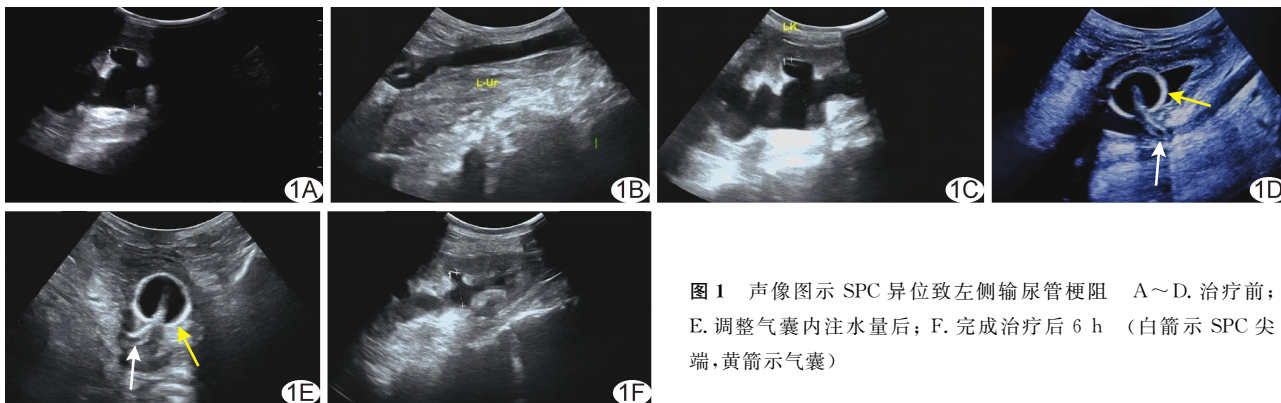 1A
L-Ur
1B
LK
1C
1D
1E
1F
图 1 声像图示 SPC 异位致左侧输尿管梗阻 A～D. 治疗前;
E. 调整气囊内注水量后; F. 完成治疗后 6 h (白箭示 SPC 尖
端,黄箭示气囊)